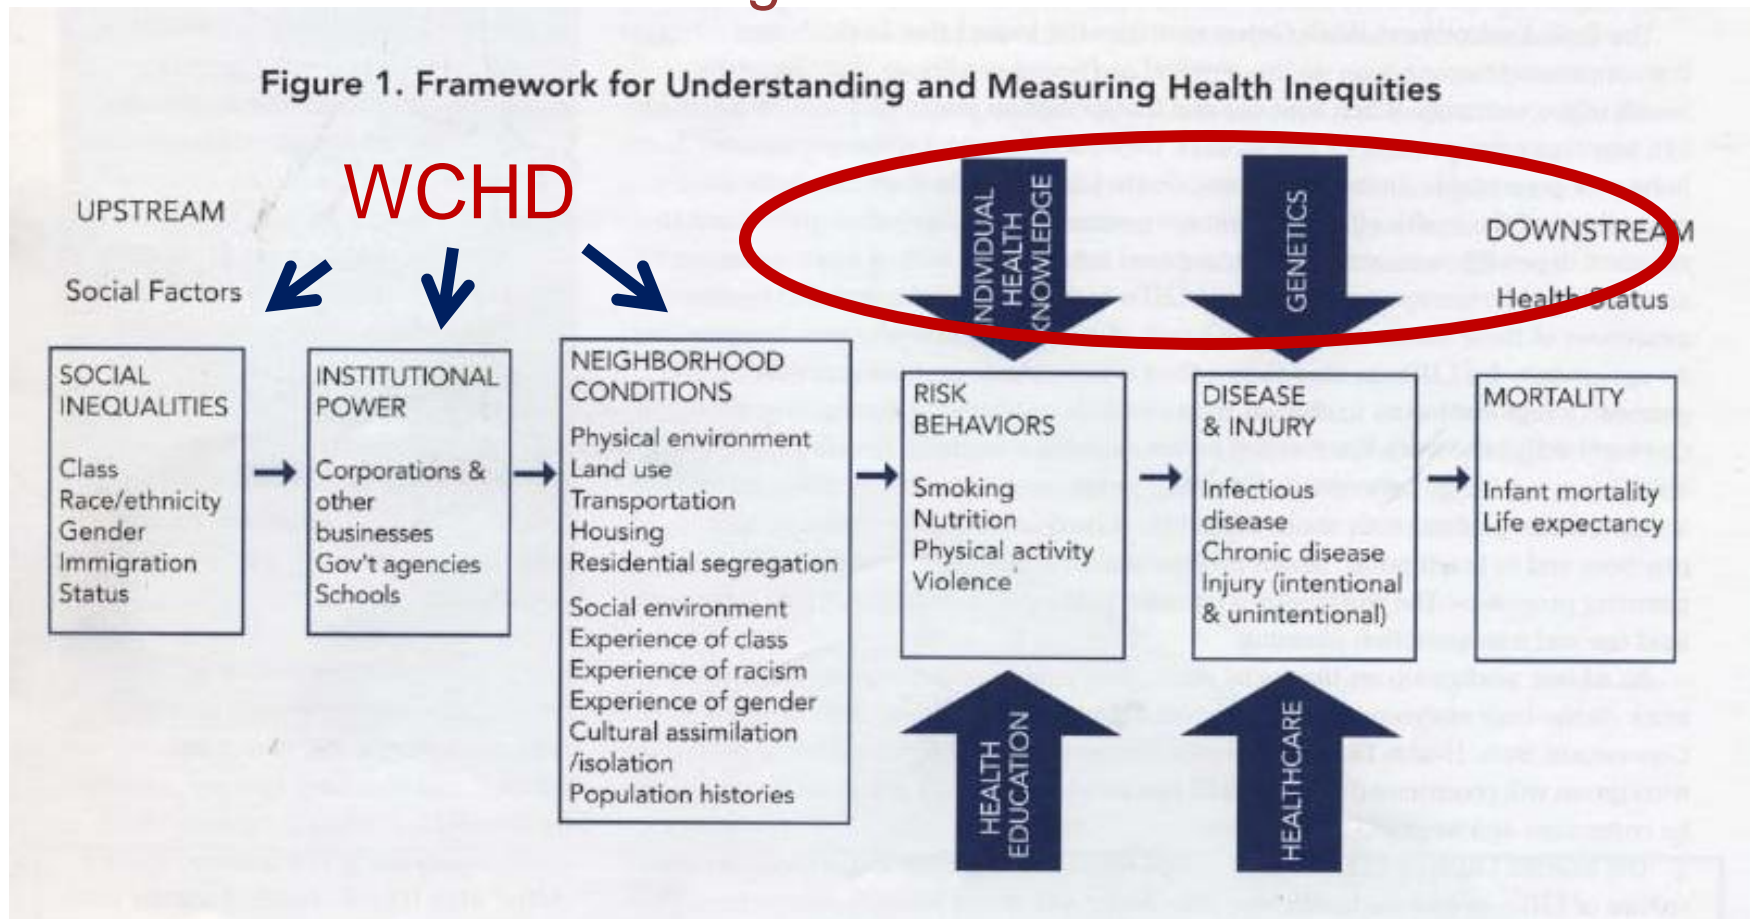 Figure 1. Framework for Understanding and Measuring Health Inequities
WCHD
UPSTREAM
Social Factors
INDIVIDUAL
HEALTH
KNOWLEDGE
GENETICS
DOWNSTREAM
Health Status
SOCIAL
INEQUALITIES
Class
Race/ethnicity
Gender
Immigration
Status
INSTITUTIONAL
POWER
Corporations &
other
businesses
Gov't agencies
Schools
NEIGHBORHOOD
CONDITIONS
Physical environment
Land use
Transportation
Housing
Residential segregation
Social environment
Experience of class
Experience of racism
Experience of gender
Cultural assimilation
/isolation
Population histories
RISK
BEHAVIORS
Smoking
Nutrition
Physical activity
Violence
DISEASE
& INJURY
Infectious
disease
Chronic disease
Injury (intentional
& unintentional)
MORTALITY
Infant mortality
Life expectancy
HEALTH
EDUCATION
HEALTHCARE